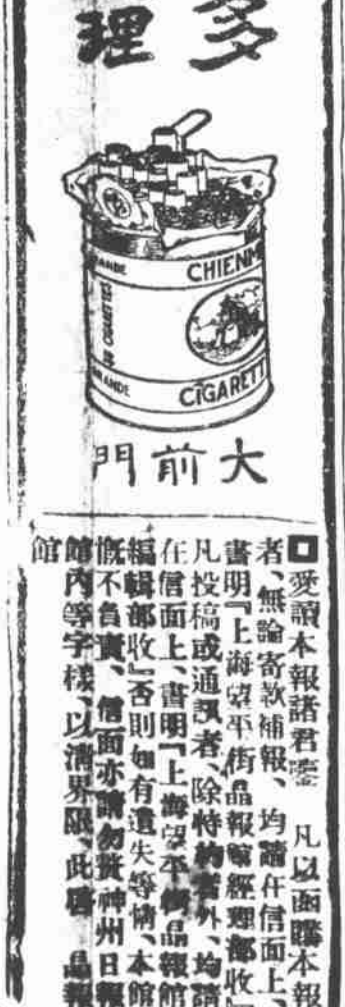 多
理
CHIENM
CIGARETT
大前門
愛讀本報諸君鑒　凡以函購本報
者、無論寄款補報、均請在信面上
書明『上海望平街晶報館經理部收』
凡投稿或通訊者、除特約者外、均請
在信面上、書明『上海望平街晶報館
編輯部收』否則如有遺失等情、本館
概不負責、信面亦請勿贅神州日報
館內等字樣、以清界限、此啓　晶報
館